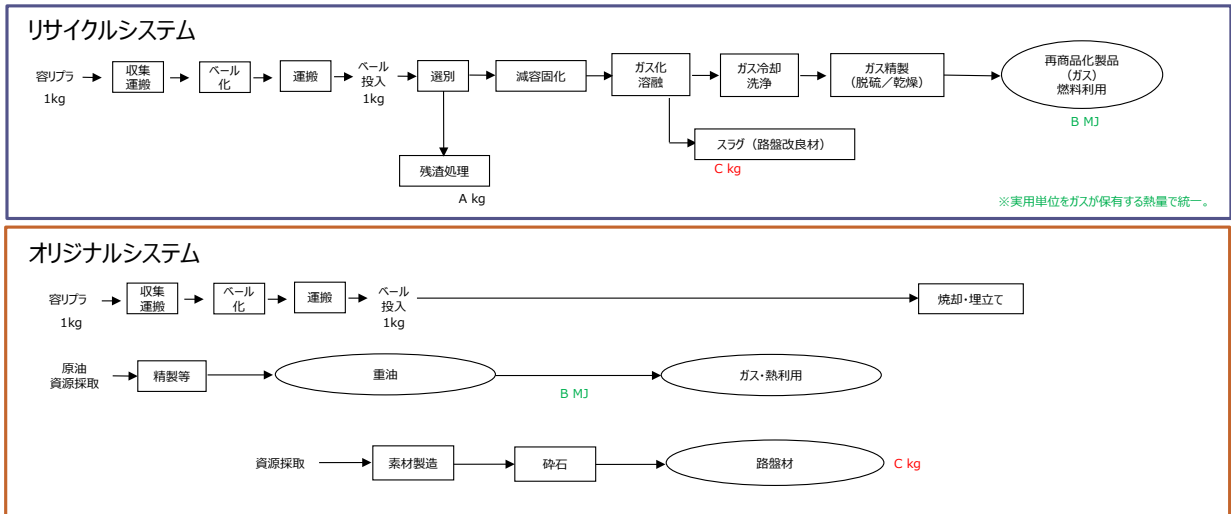 リサイクルシステム
容リプラ
1kg
収集
運搬
ベール
化
運搬
ベール
投入
1kg
選別
減容固化
ガス化
溶融
ガス冷却
洗浄
ガス精製
（脱硫／乾燥）
再商品化製品
（ガス）
燃料利用
B MJ
残渣処理
A kg
スラグ（路盤改良材）
C kg
※実用単位をガスが保有する熱量で統一。
オリジナルシステム
容リプラ
1kg
収集
運搬
ベール
化
運搬
ベール
投入
1kg
焼却・埋立て
原油
資源採取
精製等
重油
B MJ
ガス・熱利用
資源採取
素材製造
砕石
路盤材
C kg